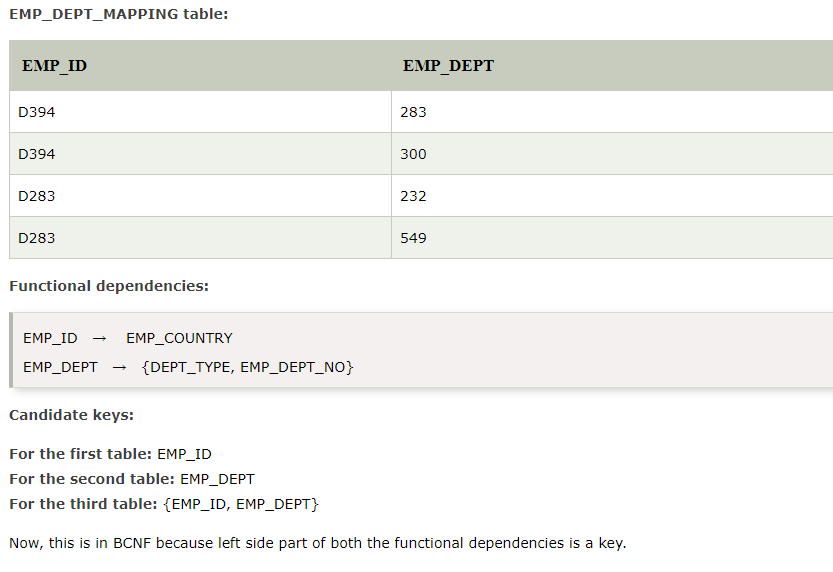 EMP_DEPT_MAPPING table:
EMP_ID EMP_DEPT
D394 283
D394 300
D283 232
D283 549
Functional dependencies:
EMP_ID → EMP_COUNTRY
EMP_DEPT → {DEPT_TYPE, EMP_DEPT_NO}
Candidate keys:
For the first table: EMP_ID
For the second table: EMP_DEPT
For the third table: {EMP_ID, EMP_DEPT}
Now, this is in BCNF because left side part of both the functional dependencies is a key.